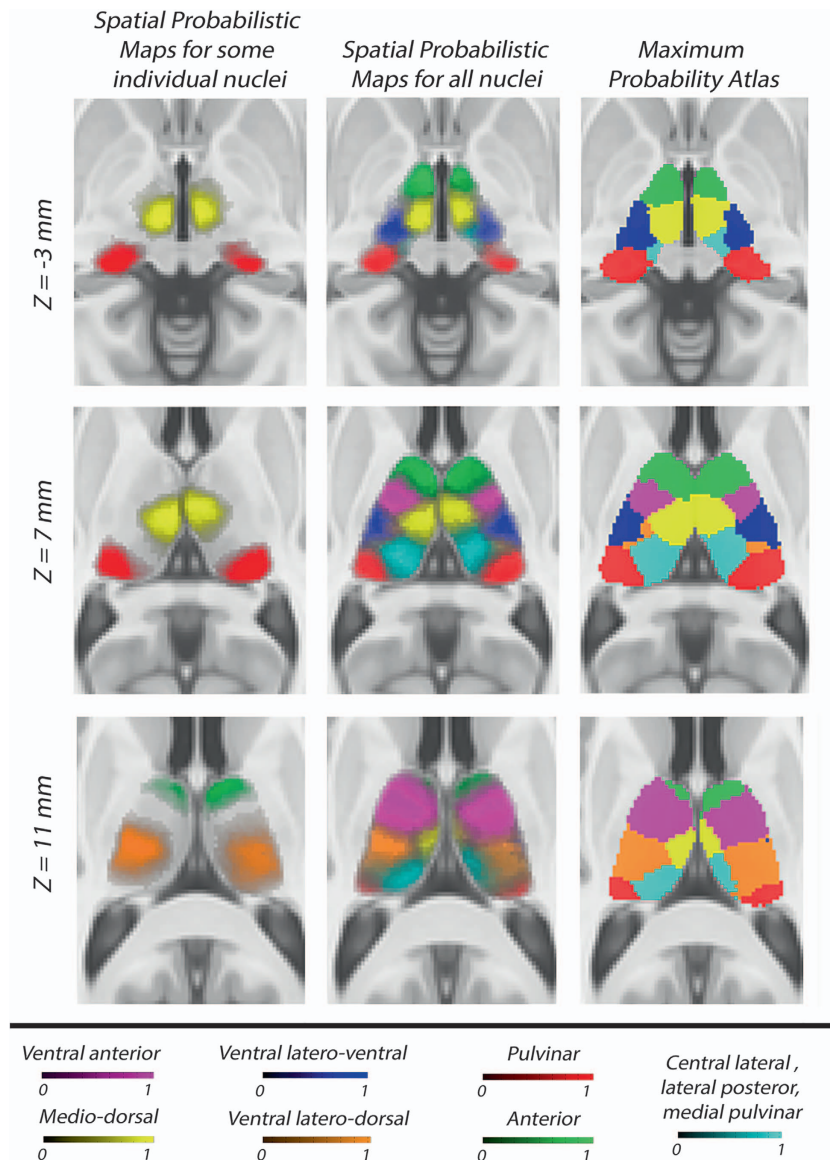 Spatial Probabilistic
Maps for some
individual nuclei
Spatial Probabilistic
Maps for all nuclei
Maximum
Probability Atlas
Z = -3 mm
Z = 7 mm
Z = 11 mm
Ventral anterior
0 1
Medio-dorsal
0 1
Ventral latero-ventral
0 1
Ventral latero-dorsal
0 1
Pulvinar
0 1
Anterior
0 1
Central lateral ,
lateral posteror,
medial pulvinar
0 1